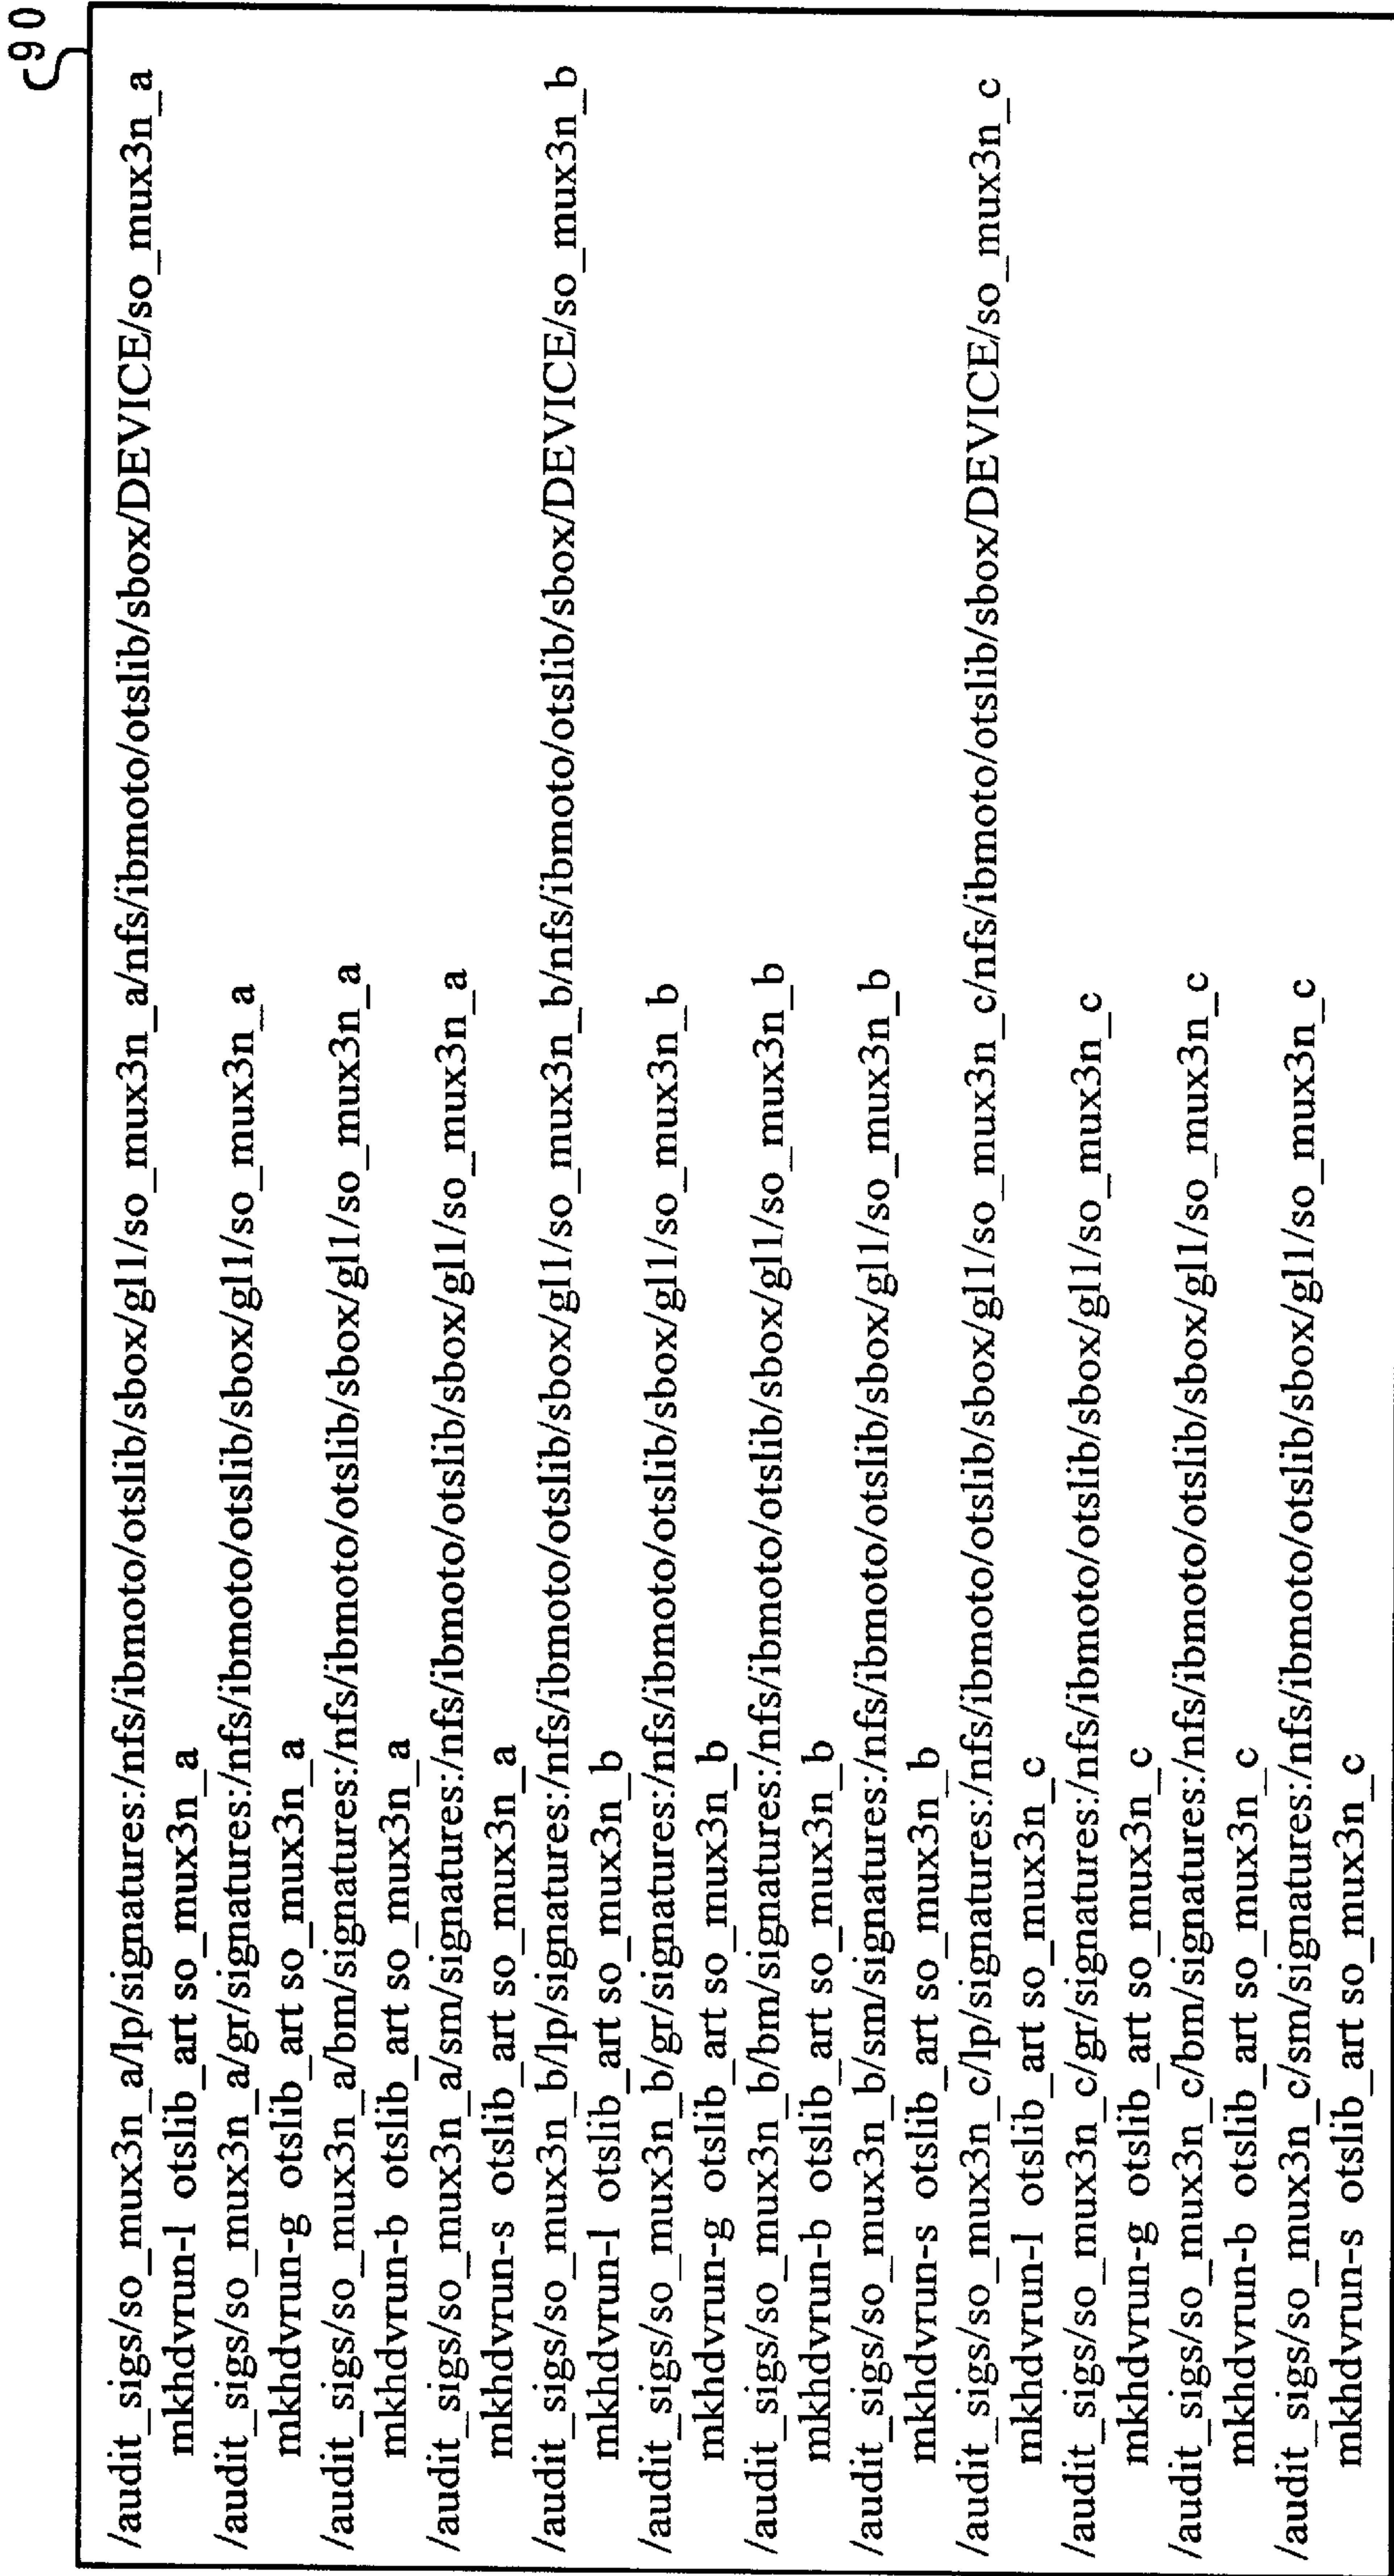 90
/audit_sigs/so_mux3n_a/lp/signatures:/nfs/ibmoto/otslib/sbox/gl1/so_mux3n_a/nfs/ibmoto/otslib/sbox/DEVICE/so_mux3n_a
mkhdvrun-l otslib_art so_mux3n_a
/audit_sigs/so_mux3n_a/gr/signatures:/nfs/ibmoto/otslib/sbox/gl1/so_mux3n_a
mkhdvrun-g otslib_art so_mux3n_a
/audit_sigs/so_mux3n_a/bm/signatures:/nfs/ibmoto/otslib/sbox/gl1/so_mux3n_a
mkhdvrun-b otslib_art so_mux3n_a
/audit_sigs/so_mux3n_a/sm/signatures:/nfs/ibmoto/otslib/sbox/gl1/so_mux3n_a
mkhdvrun-s otslib_art so_mux3n_a
/audit_sigs/so_mux3n_b/lp/signatures:/nfs/ibmoto/otslib/sbox/gl1/so_mux3n_b/nfs/ibmoto/otslib/sbox/DEVICE/so_mux3n_b
mkhdvrun-l otslib_art so_mux3n_b
/audit_sigs/so_mux3n_b/gr/signatures:/nfs/ibmoto/otslib/sbox/gl1/so_mux3n_b
mkhdvrun-g otslib_art so_mux3n_b
/audit_sigs/so_mux3n_b/bm/signatures:/nfs/ibmoto/otslib/sbox/gl1/so_mux3n_b
mkhdvrun-b otslib_art so_mux3n_b
/audit_sigs/so_mux3n_b/sm/signatures:/nfs/ibmoto/otslib/sbox/gl1/so_mux3n_b
mkhdvrun-s otslib_art so_mux3n_b
/audit_sigs/so_mux3n_c/lp/signatures:/nfs/ibmoto/otslib/sbox/gl1/so_mux3n_c/nfs/ibmoto/otslib/sbox/DEVICE/so_mux3n_c
mkhdvrun-l otslib_art so_mux3n_c
/audit_sigs/so_mux3n_c/gr/signatures:/nfs/ibmoto/otslib/sbox/gl1/so_mux3n_c
mkhdvrun-g otslib_art so_mux3n_c
/audit_sigs/so_mux3n_c/bm/signatures:/nfs/ibmoto/otslib/sbox/gl1/so_mux3n_c
mkhdvrun-b otslib_art so_mux3n_c
/audit_sigs/so_mux3n_c/sm/signatures:/nfs/ibmoto/otslib/sbox/gl1/so_mux3n_c
mkhdvrun-s otslib_art so_mux3n_c